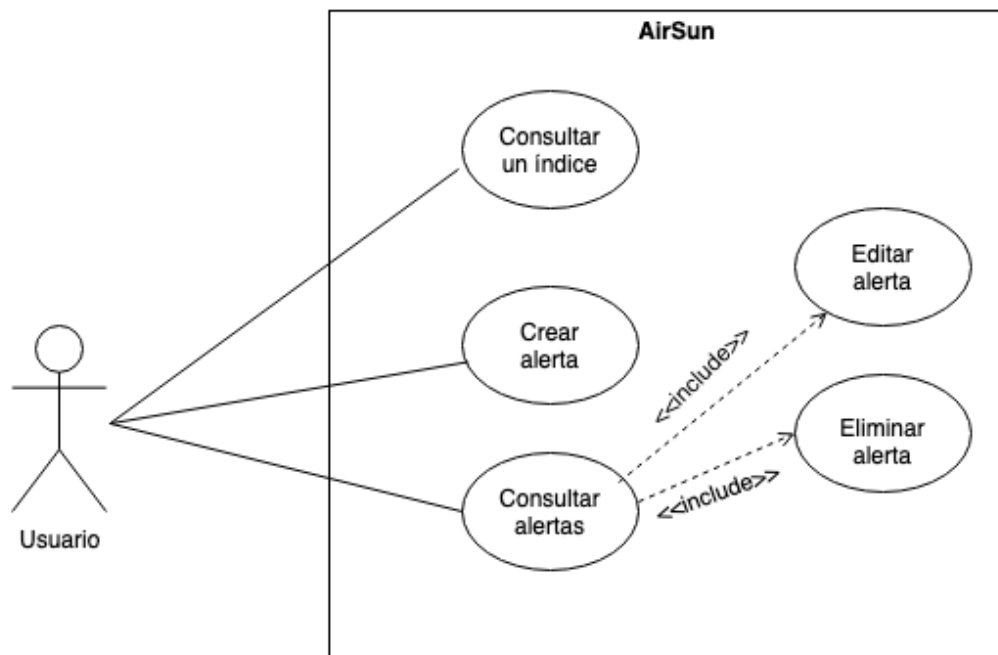 AirSun
Consultar
un índice
Editar
alerta
Crear
alerta
<<include>>
Eliminar
alerta
Consultar
alertas
<<include>>
Usuario